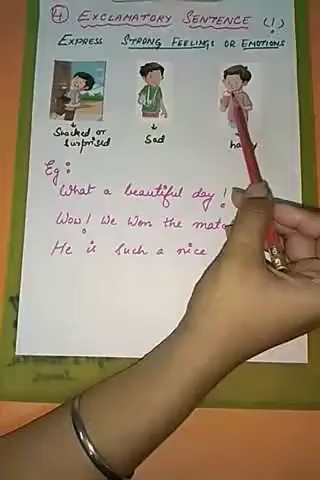 ④ EXCLAMATORY SENTENCE (!)
EXPRESS STRONG FEELINGS OR EMOTIONS
Shocked or surprised
Sad
Eg:
What a beautiful day!
Wow! We won the
He is such a nice